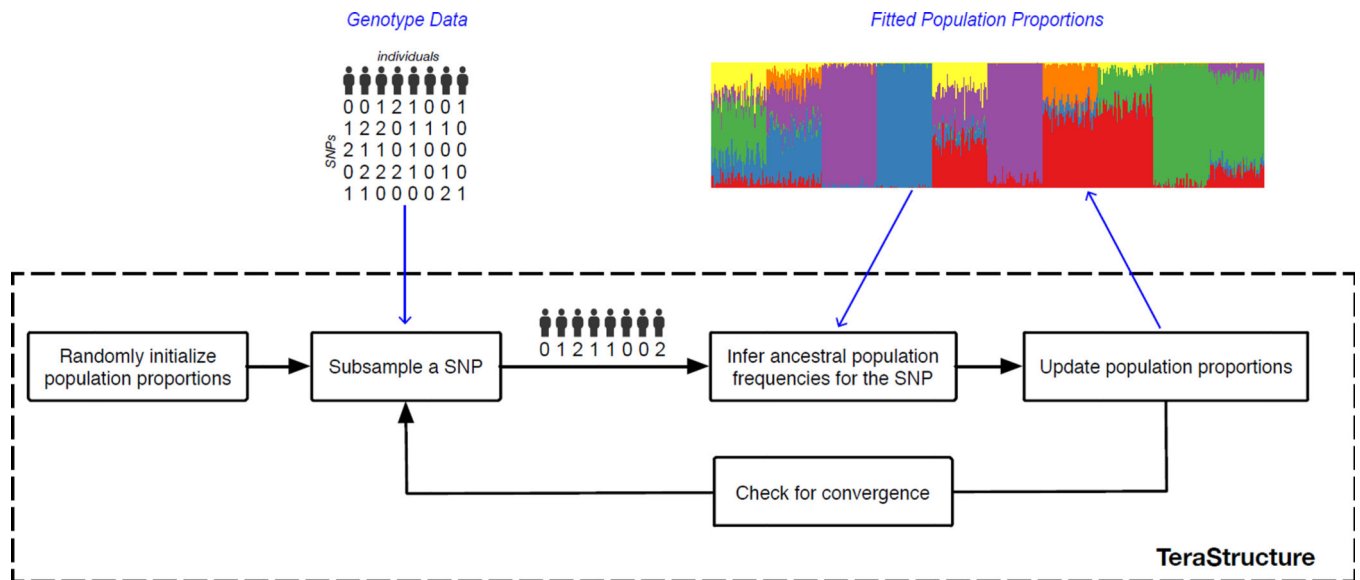 Genotype Data
Fitted Population Proportions
individuals
SNPs
0 0 1 2 1 0 0 1
1 2 2 0 1 1 1 0
2 1 1 0 1 0 0 0
0 2 2 2 1 0 1 0
1 1 0 0 0 0 2 1
0 1 2 1 1 0 0 2
Randomly initialize
population proportions
Subsample a SNP
Infer ancestral population
frequencies for the SNP
Update population proportions
Check for convergence
TeraStructure